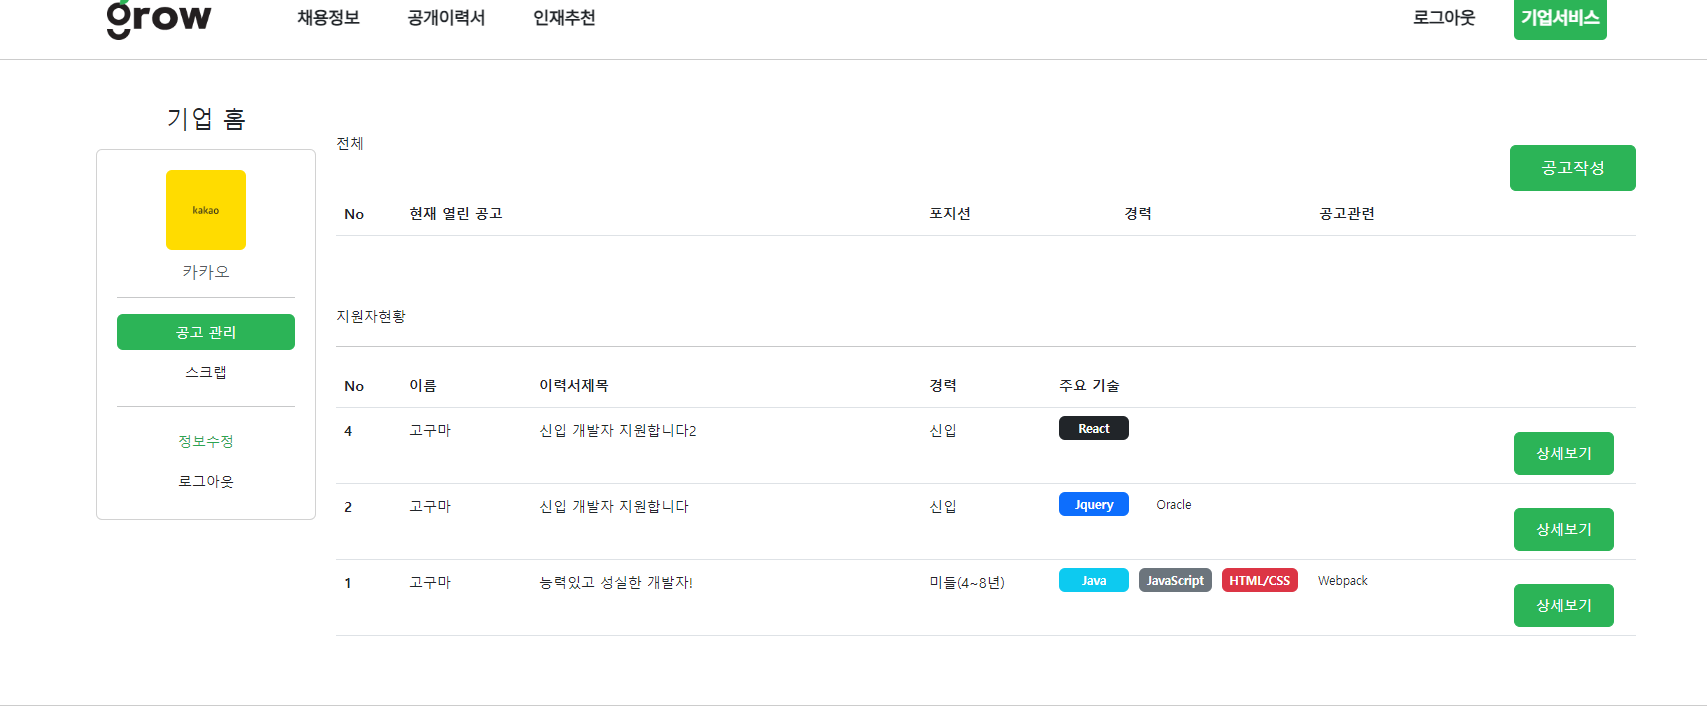 grow 채용정보 공개이력서 인재추천 로그아웃 기업서비스
기업 홈
kakao
카카오
공고 관리
스크랩
정보수정
로그아웃
전체
공고작성
No 현재 열린 공고 포지션 경력 공고관련
지원자현황
No 이름 이력서제목 경력 주요 기술
4 고구마 신입 개발자 지원합니다2 신입 React 상세보기
2 고구마 신입 개발자 지원합니다 신입 Jquery Oracle 상세보기
1 고구마 능력있고 성실한 개발자! 미들(4~8년) Java JavaScript HTML/CSS Webpack 상세보기